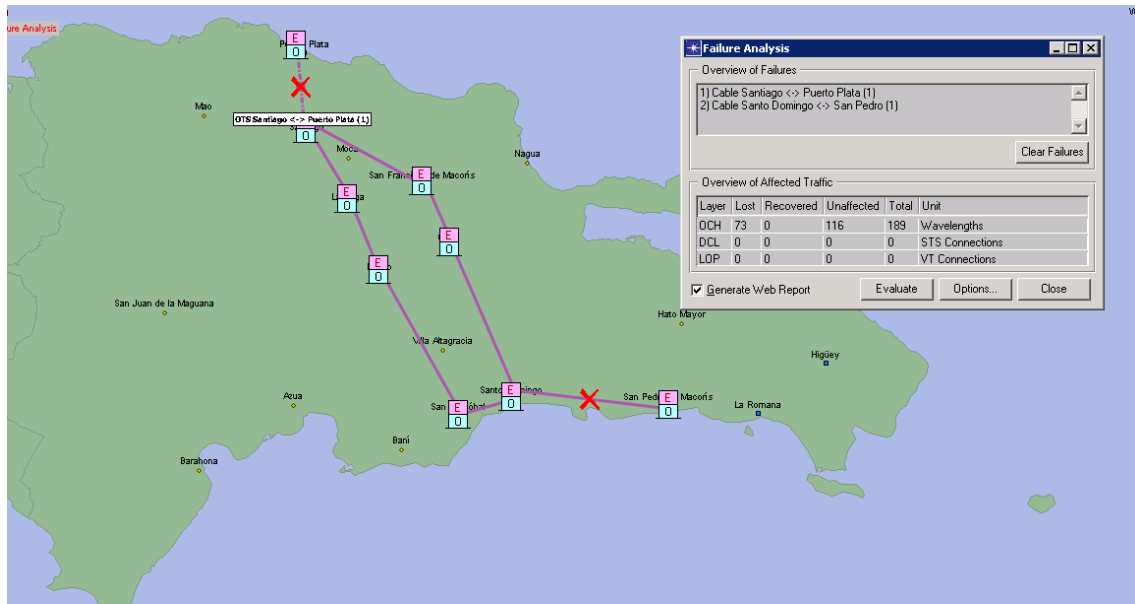 ure Analysis
Plata
E
O
Mao
OTS Santiago <-> Puerto Plata (1)
O
Moca
Nagua
San Fran
E
de Macorís
O
E
O
E
O
O
San Juan de la Maguana
Villa Altagracia
Hato Mayor
Higüey
Azua
Santo
E
mingo
O
San
E
óbal
O
San Ped
E
Macorís
O
La Romana
Baní
Barahona
Failure Analysis
Overview of Failures
1) Cable Santiago <-> Puerto Plata (1)
2) Cable Santo Domingo <-> San Pedro (1)
Clear Failures
Overview of Affected Traffic
Layer Lost Recovered Unaffected Total Unit
OCH 73 0 116 189 Wavelengths
DCL 0 0 0 0 STS Connections
LOP 0 0 0 0 VT Connections
Generate Web Report Evaluate Options... Close